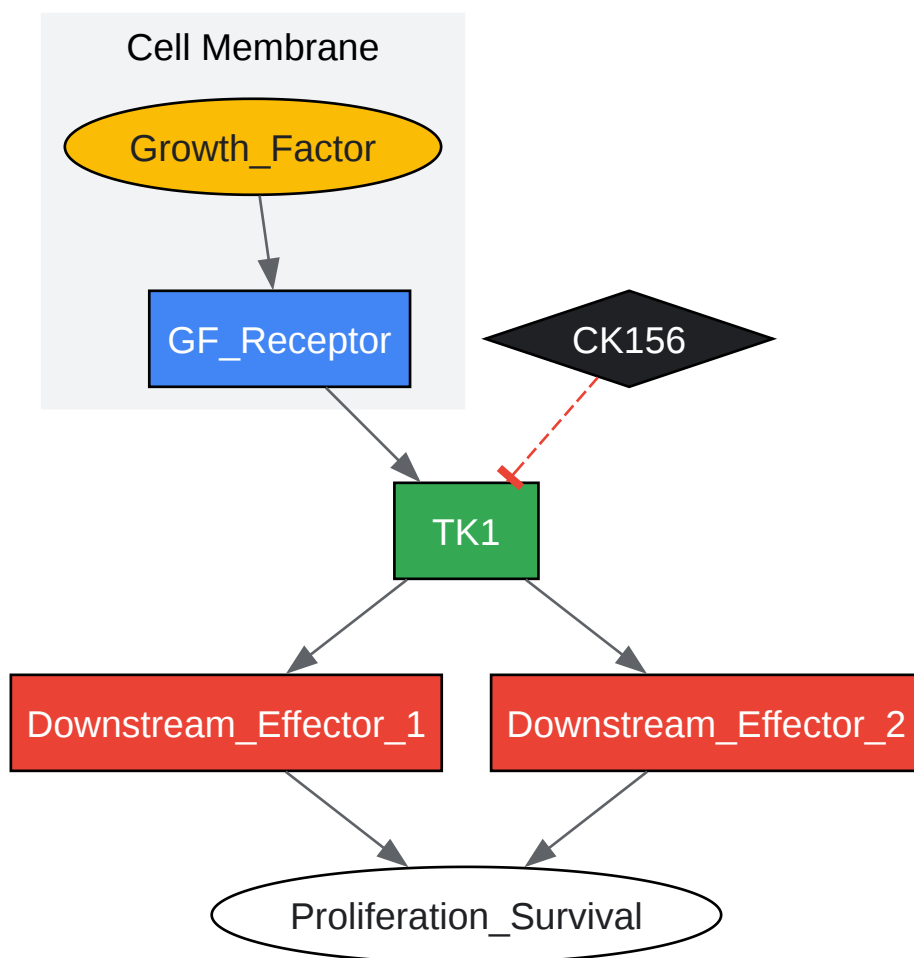 Cell Membrane
Growth_Factor
GF_Receptor
CK156
TK1
Downstream_Effector_1
Downstream_Effector_2
Proliferation_Survival